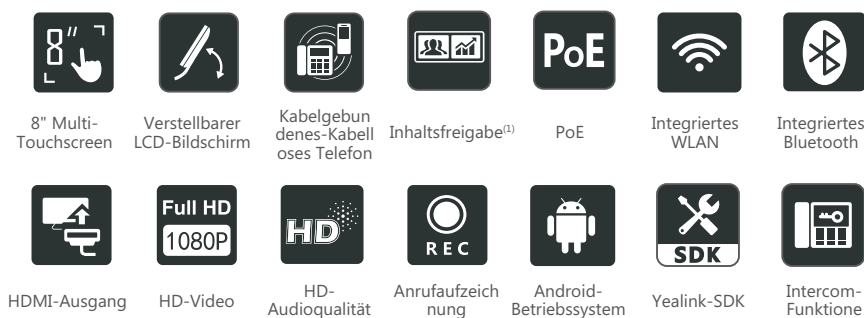 8"
PoE
8" Multi-
Touchscreen
Verstellbarer
LCD-Bildschirm
Kabelgebun
denes-Kabell
oses Telefon
Inhaltsfreigabe(1)
PoE
Integriertes
WLAN
Integriertes
Bluetooth
Full HD
1080P
HD
REC
SDK
HDMI-Ausgang
HD-Video
HD-
Audioqualität
Anrufaufzeich
nung
Android-
Betriebssystem
Yealink-SDK
Intercom-
Funktione